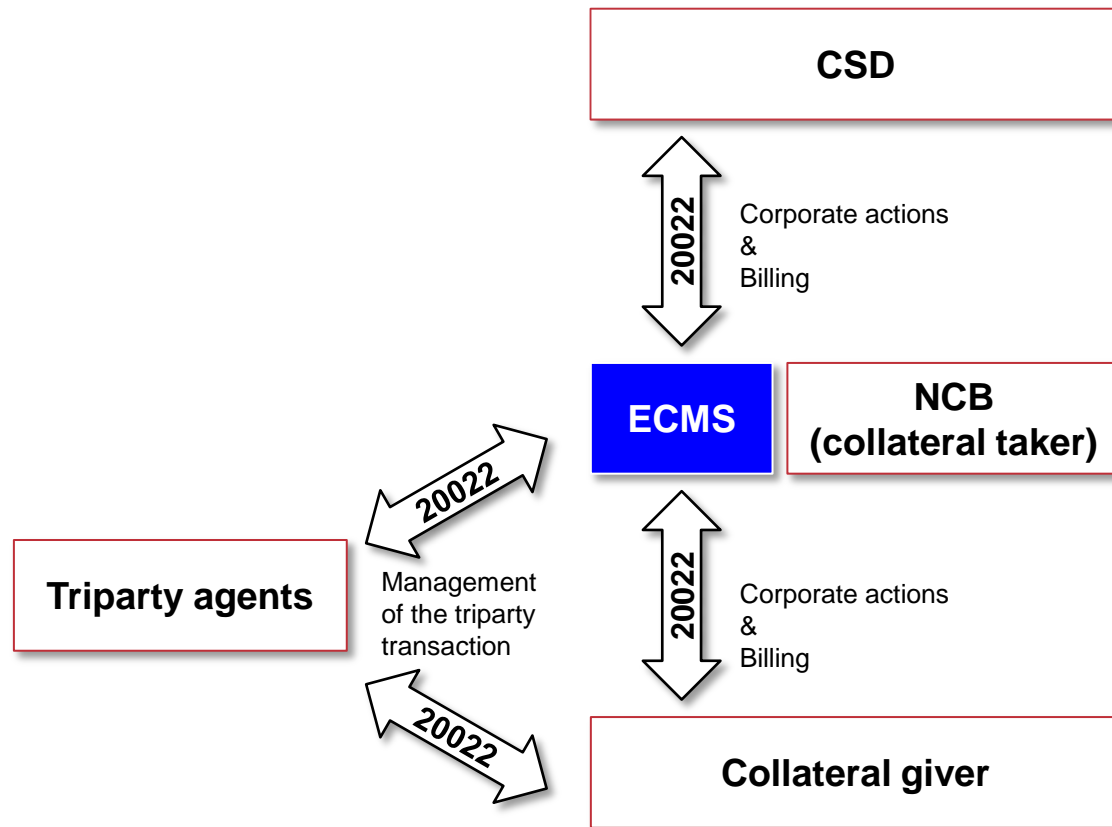 CSD
20022
Corporate actions
&
Billing
ECMS
NCB
(collateral taker)
20022
Triparty agents
Management
of the triparty
transaction
20022
Corporate actions
&
Billing
20022
Collateral giver